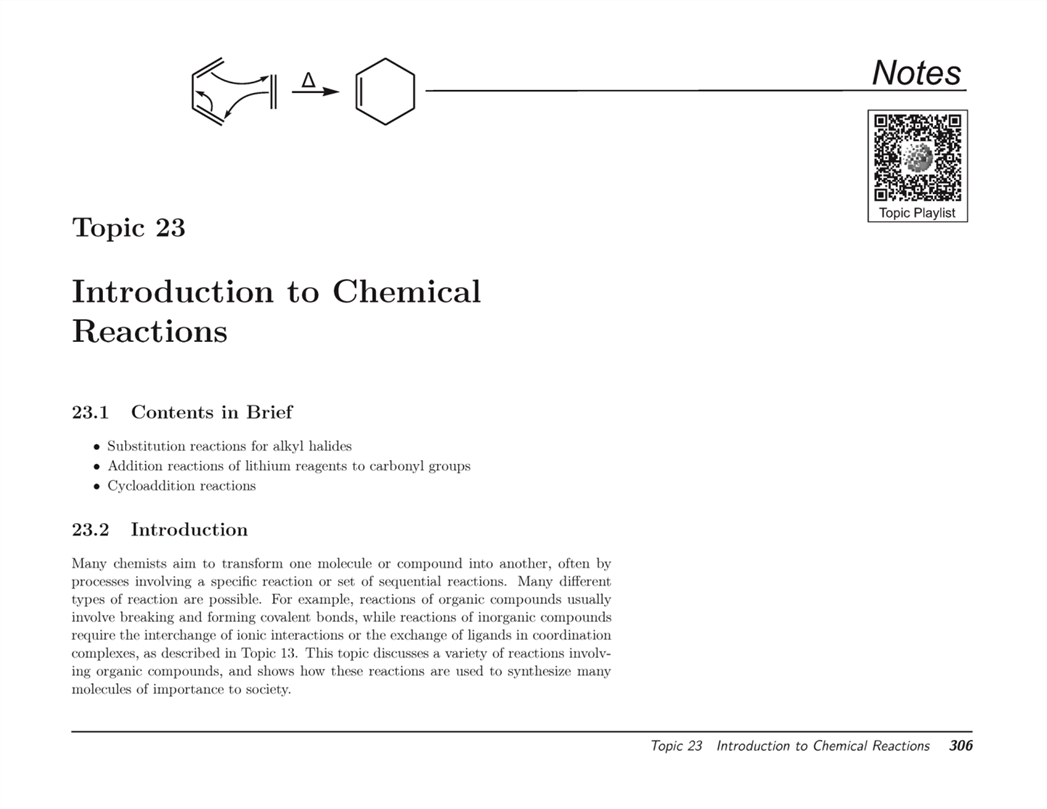 Δ
Notes
Topic Playlist
Topic 23
Introduction to Chemical
Reactions
23.1 Contents in Brief
• Substitution reactions for alkyl halides
• Addition reactions of lithium reagents to carbonyl groups
• Cycloaddition reactions
23.2 Introduction
Many chemists aim to transform one molecule or compound into another, often by
processes involving a specific reaction or set of sequential reactions. Many different
types of reaction are possible. For example, reactions of organic compounds usually
involve breaking and forming covalent bonds, while reactions of inorganic compounds
require the interchange of ionic interactions or the exchange of ligands in coordination
complexes, as described in Topic 13. This topic discusses a variety of reactions involv-
ing organic compounds, and shows how these reactions are used to synthesize many
molecules of importance to society.
Topic 23 Introduction to Chemical Reactions 306